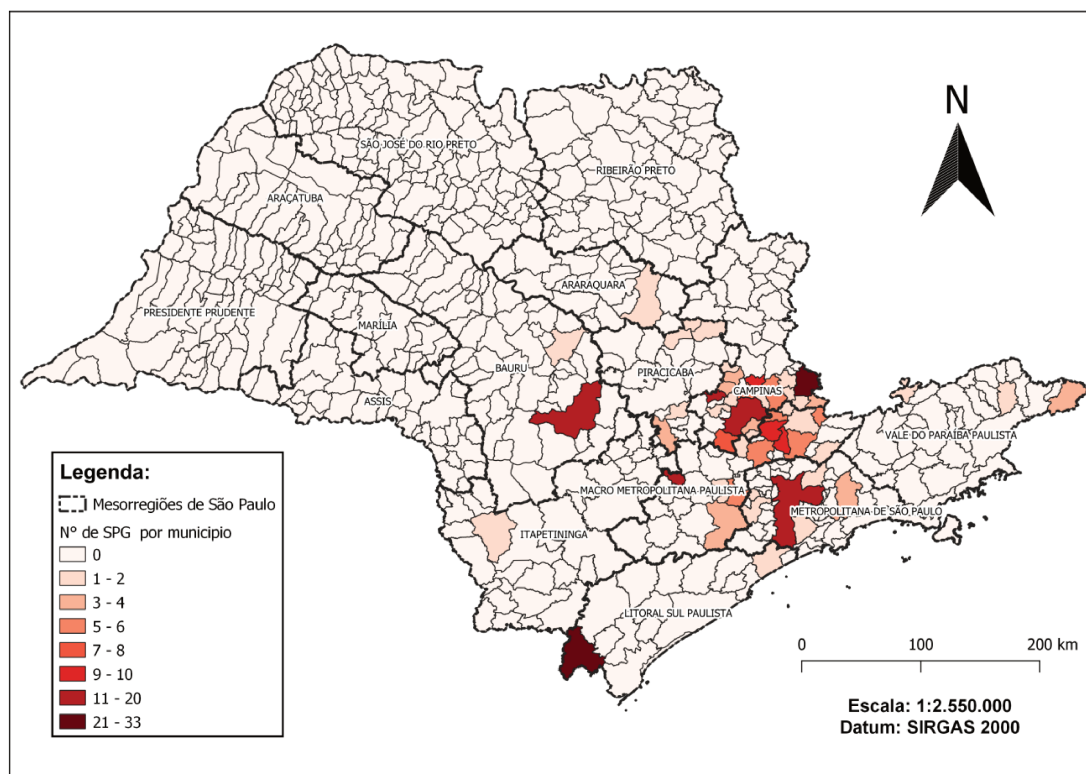 N
SÃO JOSÉ DO RIO PRETO
RIBEIRÃO PRETO
ARAÇATUBA
ARARAQUARA
PRESIDENTE PRUDENTE
MARÍLIA
BAURU
PIRACICABA
CAMPINAS
ASSIS
VALE DO PARAÍBA PAULISTA
MACRO METROPOLITANA PAULISTA
METROPOLITANA DE SÃO PAULO
ITAPETININGA
LITORAL SUL PAULISTA
Legenda:
Mesorregiões de São Paulo
Nº de SPG por municipio
0
1 - 2
3 - 4
5 - 6
7 - 8
9 - 10
11 - 20
21 - 33
0 100 200 km
Escala: 1:2.550.000
Datum: SIRGAS 2000